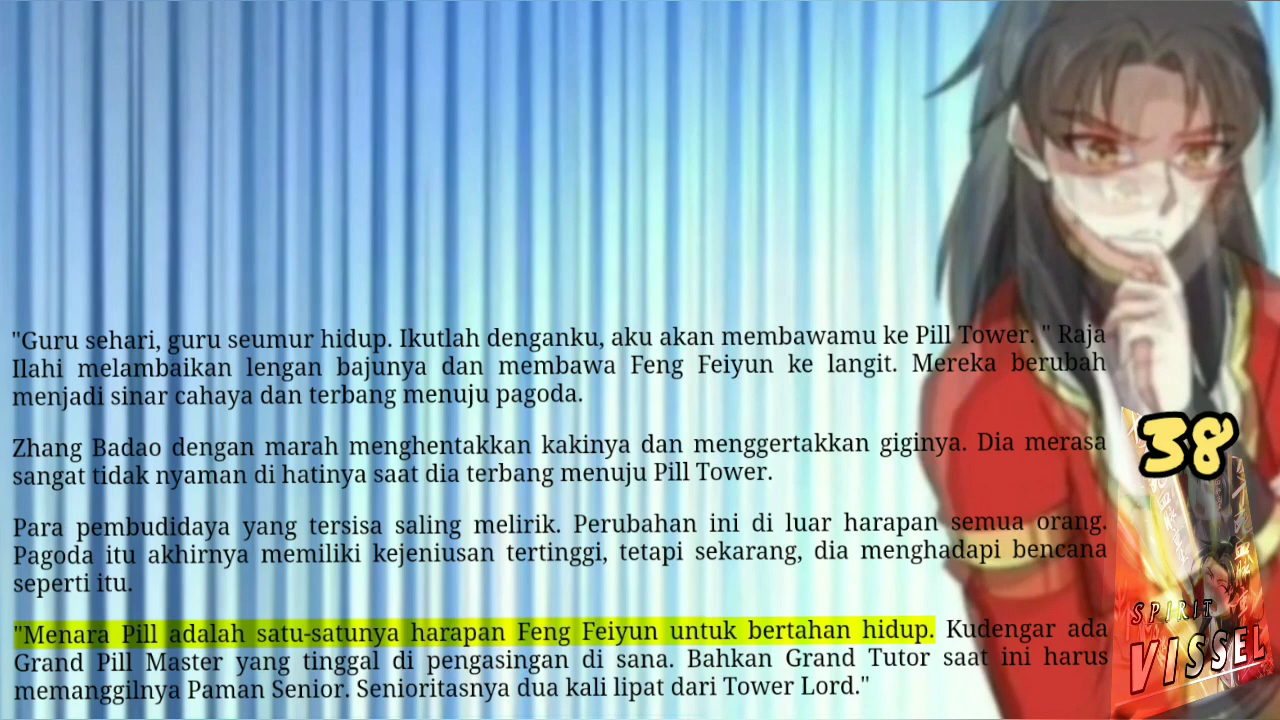 "Guru sehari, guru seumur hidup. Ikutlah denganku, aku akan membawamu ke Pill Tower. " Raja
Ilahi melambaikan lengan bajunya dan membawa Feng Feiyun ke langit. Mereka berubah
menjadi sinar cahaya dan terbang menuju pagoda.
Zhang Badao dengan marah menghentakkan kakinya dan menggertakkan giginya. Dia merasa
sangat tidak nyaman di hatinya saat dia terbang menuju Pill Tower.
Para pembudidaya yang tersisa saling melirik. Perubahan ini di luar harapan semua orang.
Pagoda itu akhirnya memiliki kejeniusan tertinggi, tetapi sekarang, dia menghadapi bencana
seperti itu.
"Menara Pill adalah satu-satunya harapan Feng Feiyun untuk bertahan hidup. Kudengar ada
Grand Pill Master yang tinggal di pengasingan di sana. Bahkan Grand Tutor saat ini harus
memanggilnya Paman Senior. Senioritasnya dua kali lipat dari Tower Lord."
38
SPIRIT
VISSEL